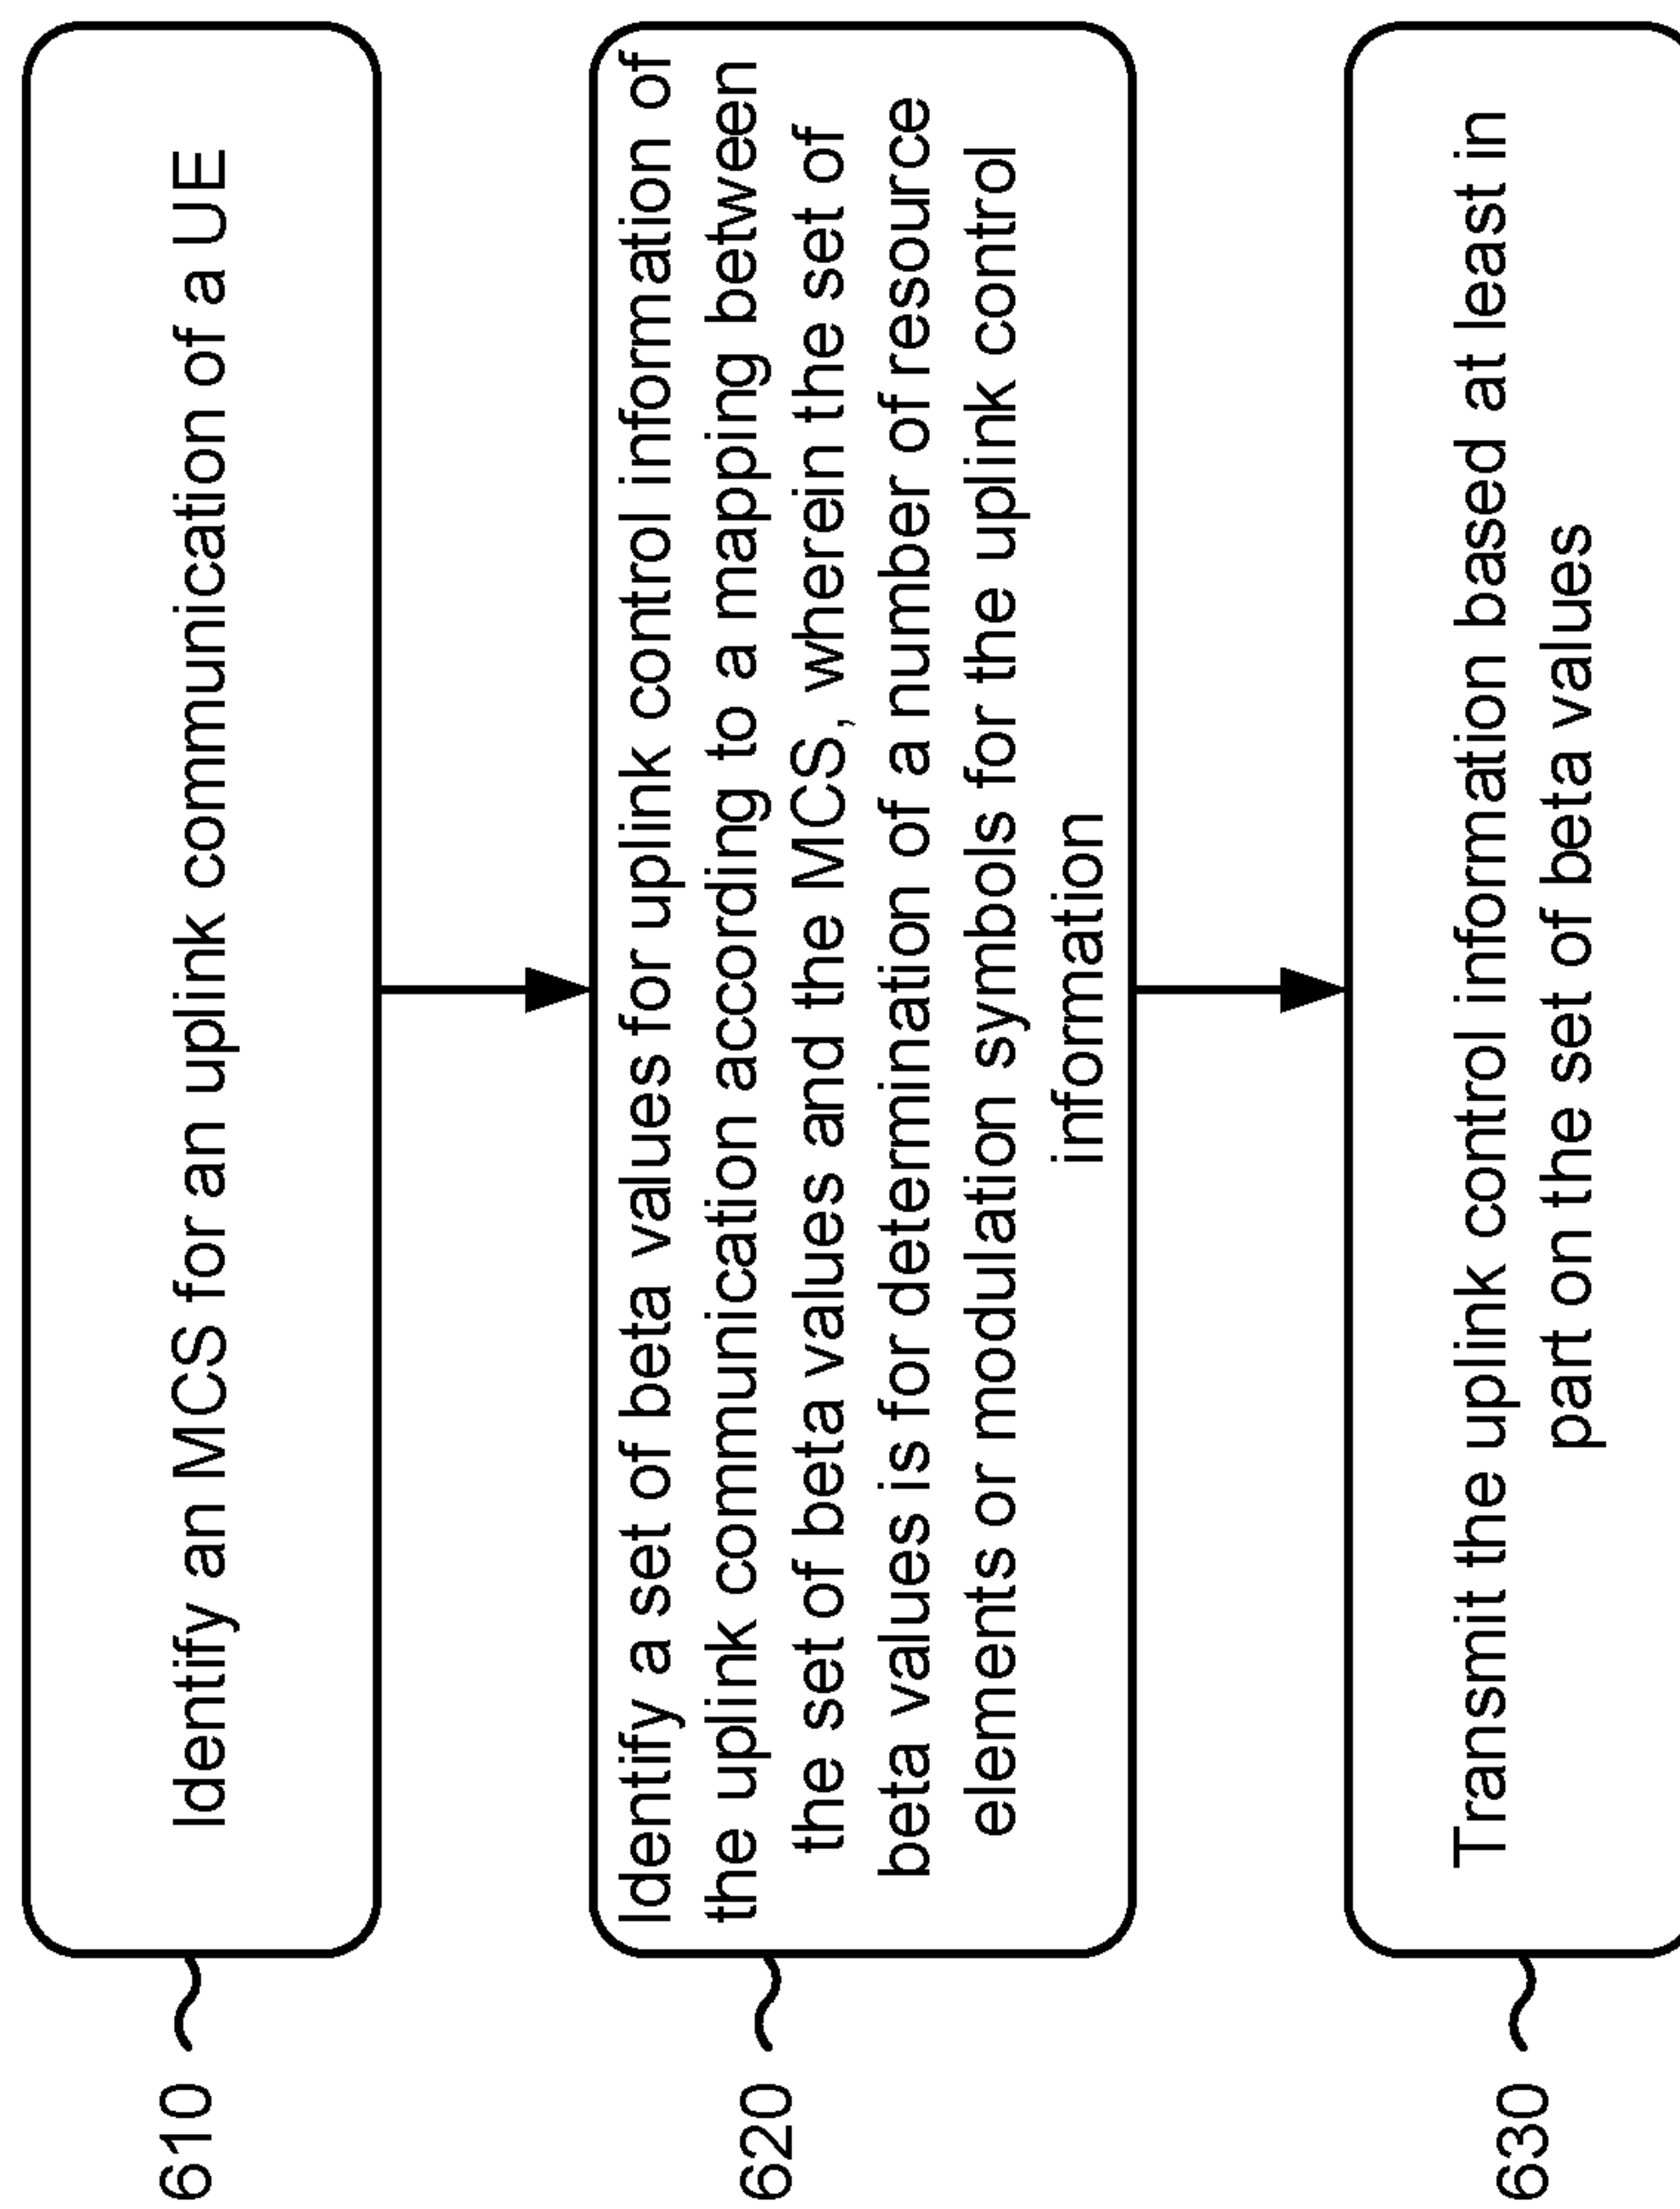 610
Identify an MCS for an uplink communication of a UE
620
Identify a set of beta values for uplink control information of
the uplink communication according to a mapping between
the set of beta values and the MCS, wherein the set of
beta values is for determination of a number of resource
elements or modulation symbols for the uplink control
information
630
Transmit the uplink control information based at least in
part on the set of beta values